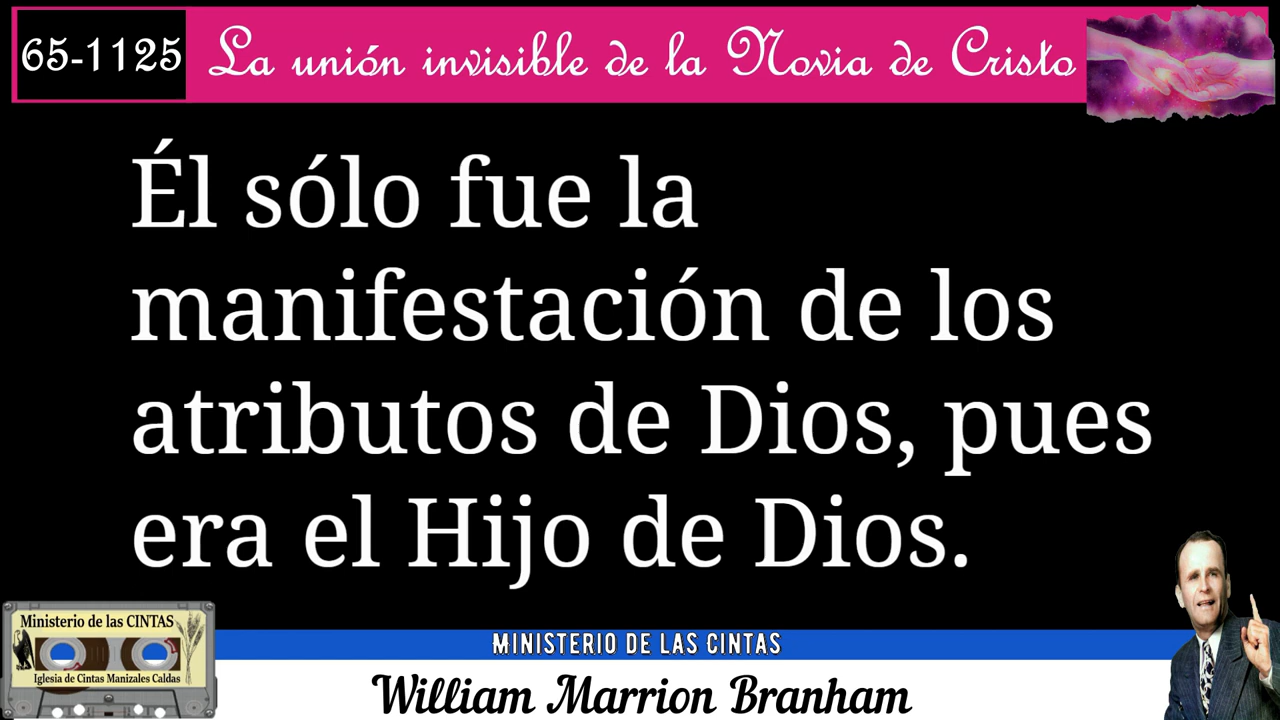 65-1125 La unión invisible de la Novia de Cristo
Él sólo fue la
manifestación de los
atributos de Dios, pues
era el Hijo de Dios.
Ministerio de las CINTAS
Iglesia de Cintas Manizales Caldas
MINISTERIO DE LAS CINTAS
William Marrion Branham